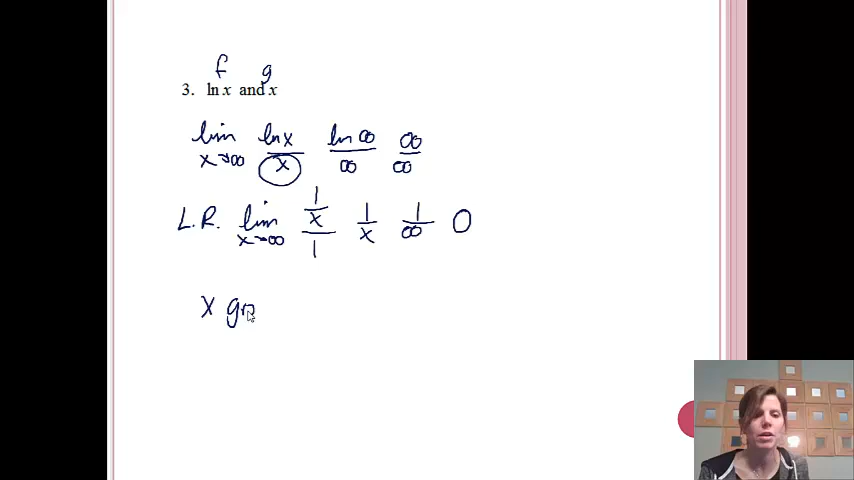 f g
3. ln x and x
lim x→∞ ln x / x ln ∞ / ∞ ∞ / ∞
L.R. lim x→∞ 1/x / 1 1/x 1/∞ 0
x gr